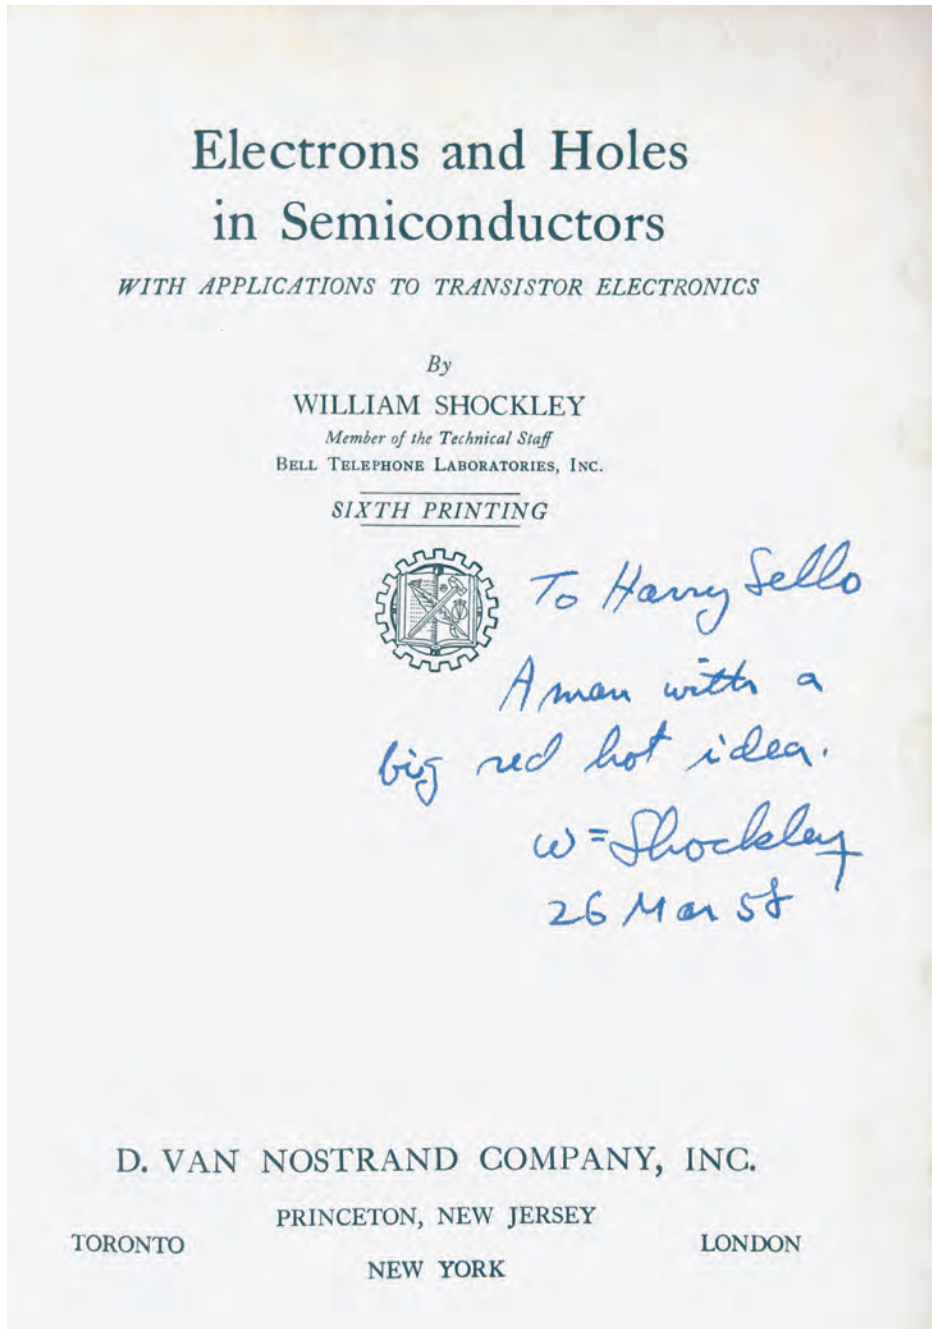 Electrons and Holes
in Semiconductors
WITH APPLICATIONS TO TRANSISTOR ELECTRONICS
By
WILLIAM SHOCKLEY
Member of the Technical Staff
BELL TELEPHONE LABORATORIES, INC.
SIXTH PRINTING
To Harry Sello
A man with a
big red hot idea.
W = Shockley
26 Mar 58
D. VAN NOSTRAND COMPANY, INC.
PRINCETON, NEW JERSEY
TORONTO LONDON
NEW YORK